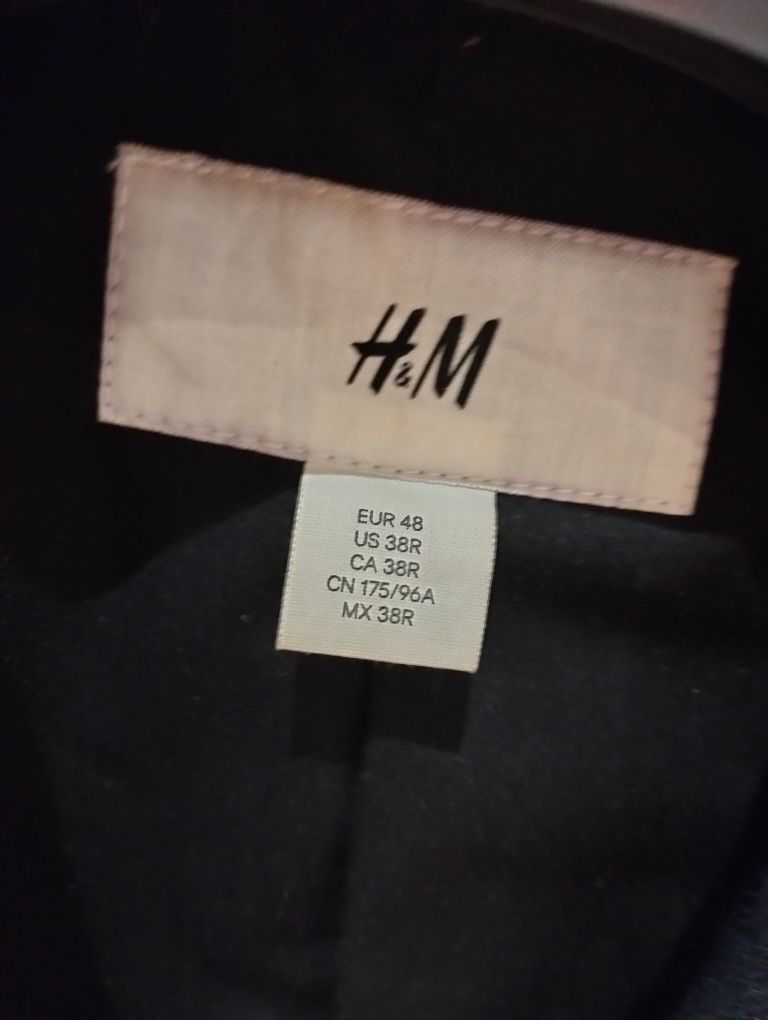 H&M
EUR 48
US 38R
CA 38R
CN 175/96A
MX 38R